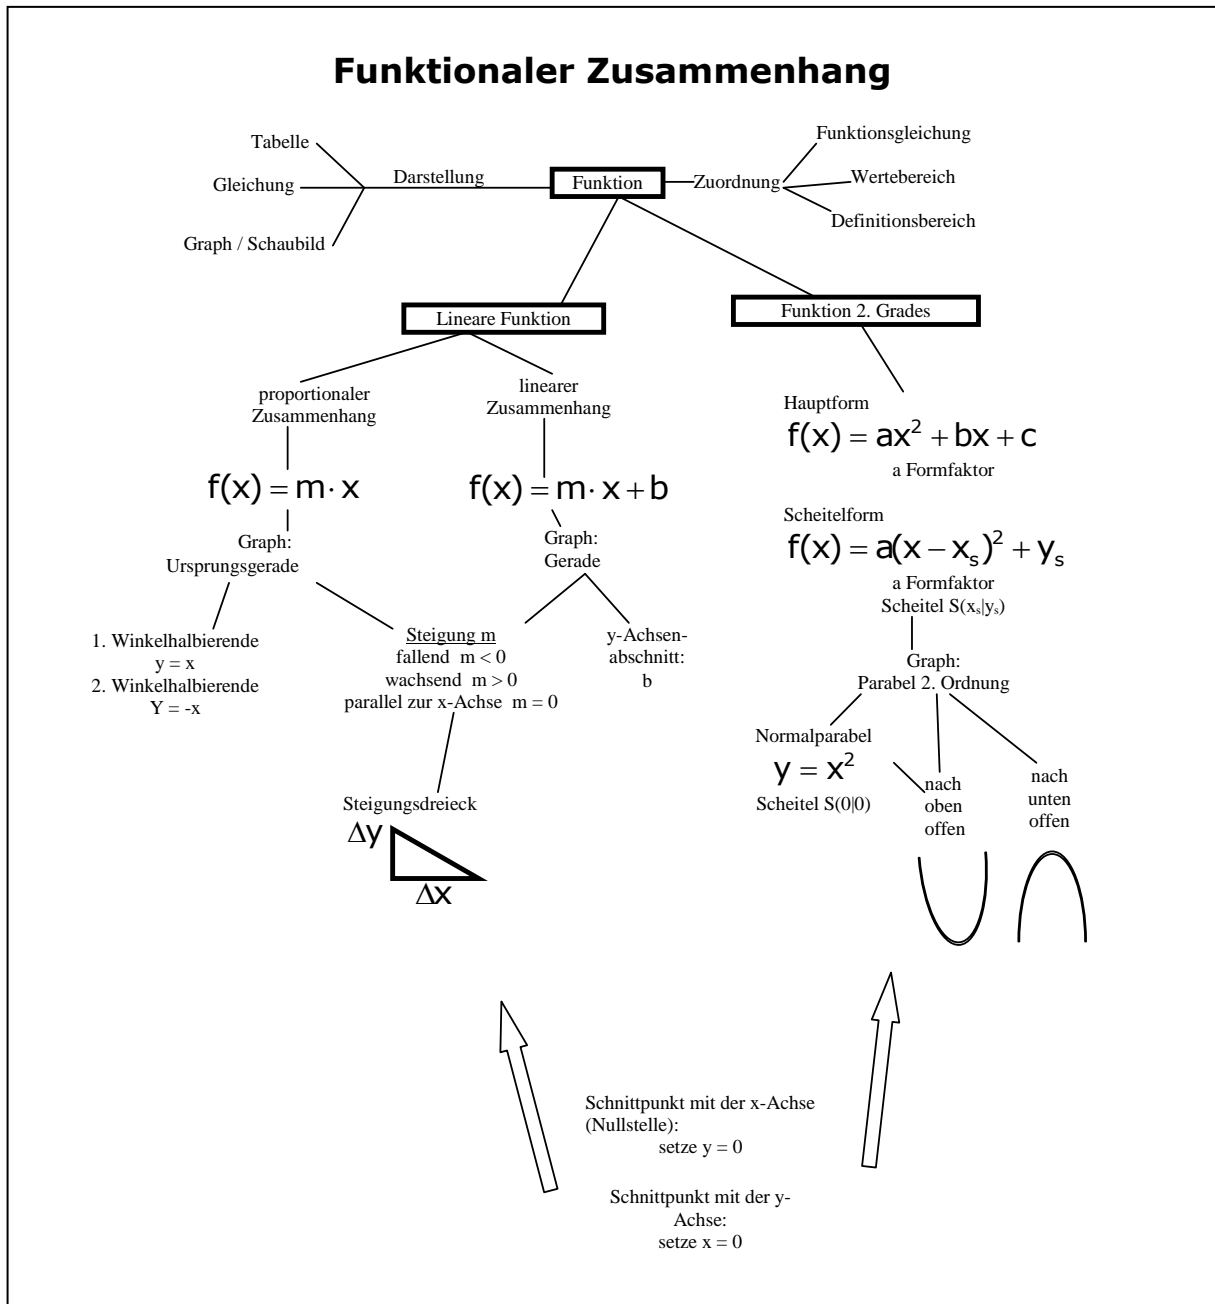 Funktionaler Zusammenhang
Tabelle
Gleichung
Graph / Schaubild
Darstellung
Funktion
Zuordnung
Funktionsgleichung
Wertebereich
Definitionsbereich
Lineare Funktion
Funktion 2. Grades
proportionaler
Zusammenhang
f(x) = m · x
Graph:
Ursprungsgerade
1. Winkelhalbierende
y = x
2. Winkelhalbierende
Y = -x
linearer
Zusammenhang
f(x) = m · x + b
Graph:
Gerade
Steigung m
fallend m < 0
wachsend m > 0
parallel zur x-Achse m = 0
y-Achsen-
abschnitt:
b
Steigungsdreieck
Δy
Δx
Hauptform
f(x) = ax² + bx + c
a Formfaktor
Scheitelform
f(x) = a(x − xₛ)² + yₛ
a Formfaktor
Scheitel S(xₛ|yₛ)
Graph:
Parabel 2. Ordnung
Normalparabel
y = x²
Scheitel S(0|0)
nach
oben
offen
nach
unten
offen
Schnittpunkt mit der x-Achse
(Nullstelle):
setze y = 0
Schnittpunkt mit der y-
Achse:
setze x = 0